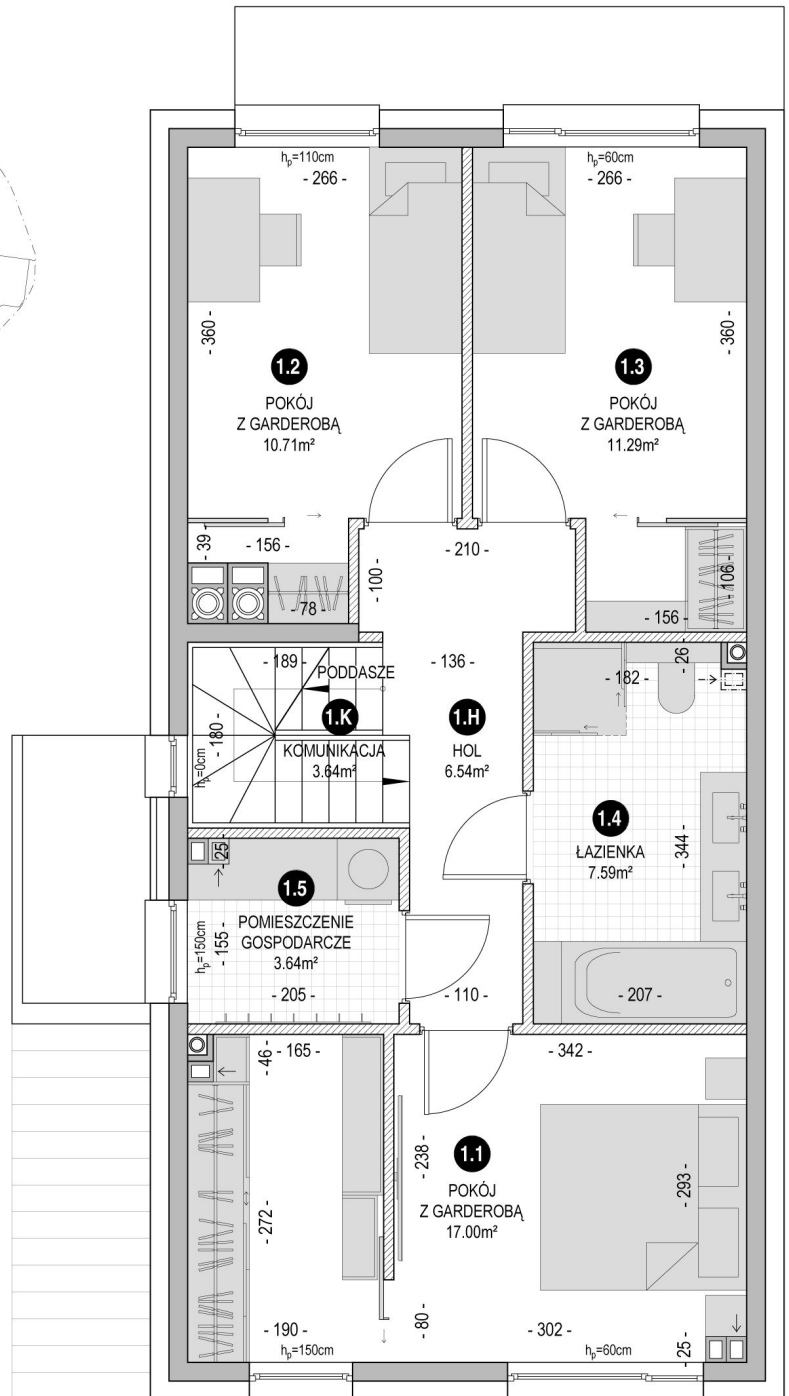 hp=110cm
- 266 -
hp=60cm
- 266 -
- 360 -
- 360 -
1.2
POKÓJ
Z GARDEROBĄ
10.71m²
1.3
POKÓJ
Z GARDEROBĄ
11.29m²
- 39 -
- 156 -
- 78 -
- 100 -
- 210 -
- 106 -
- 156 -
- 26 -
- 189 -
PODDASZE
- 136 -
- 182 -
- 180 -
hp=0cm
1.K
KOMUNIKACJA
3.64m²
1.H
HOL
6.54m²
1.4
ŁAZIENKA
7.59m²
- 344 -
- 25 -
1.5
POMIESZCZENIE
GOSPODARCZE
3.64m²
hp=150cm
- 155 -
- 205 -
- 110 -
- 207 -
- 46 -
- 165 -
- 342 -
- 238 -
1.1
POKÓJ
Z GARDEROBĄ
17.00m²
- 293 -
- 272 -
- 190 -
hp=150cm
- 80 -
- 302 -
hp=60cm
- 25 -